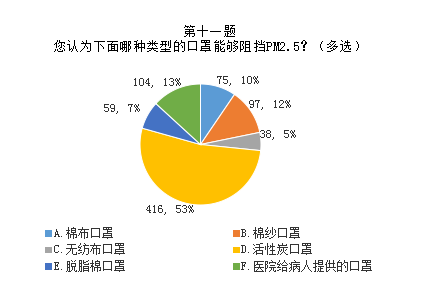 第十一题
您认为下面哪种类型的口罩能够阻挡PM2.5？（多选）
104, 13%
75, 10%
59, 7%
97, 12%
38, 5%
416, 53%
A.棉布口罩
B.棉纱口罩
C.无纺布口罩
D.活性炭口罩
E.脱脂棉口罩
F.医院给病人提供的口罩